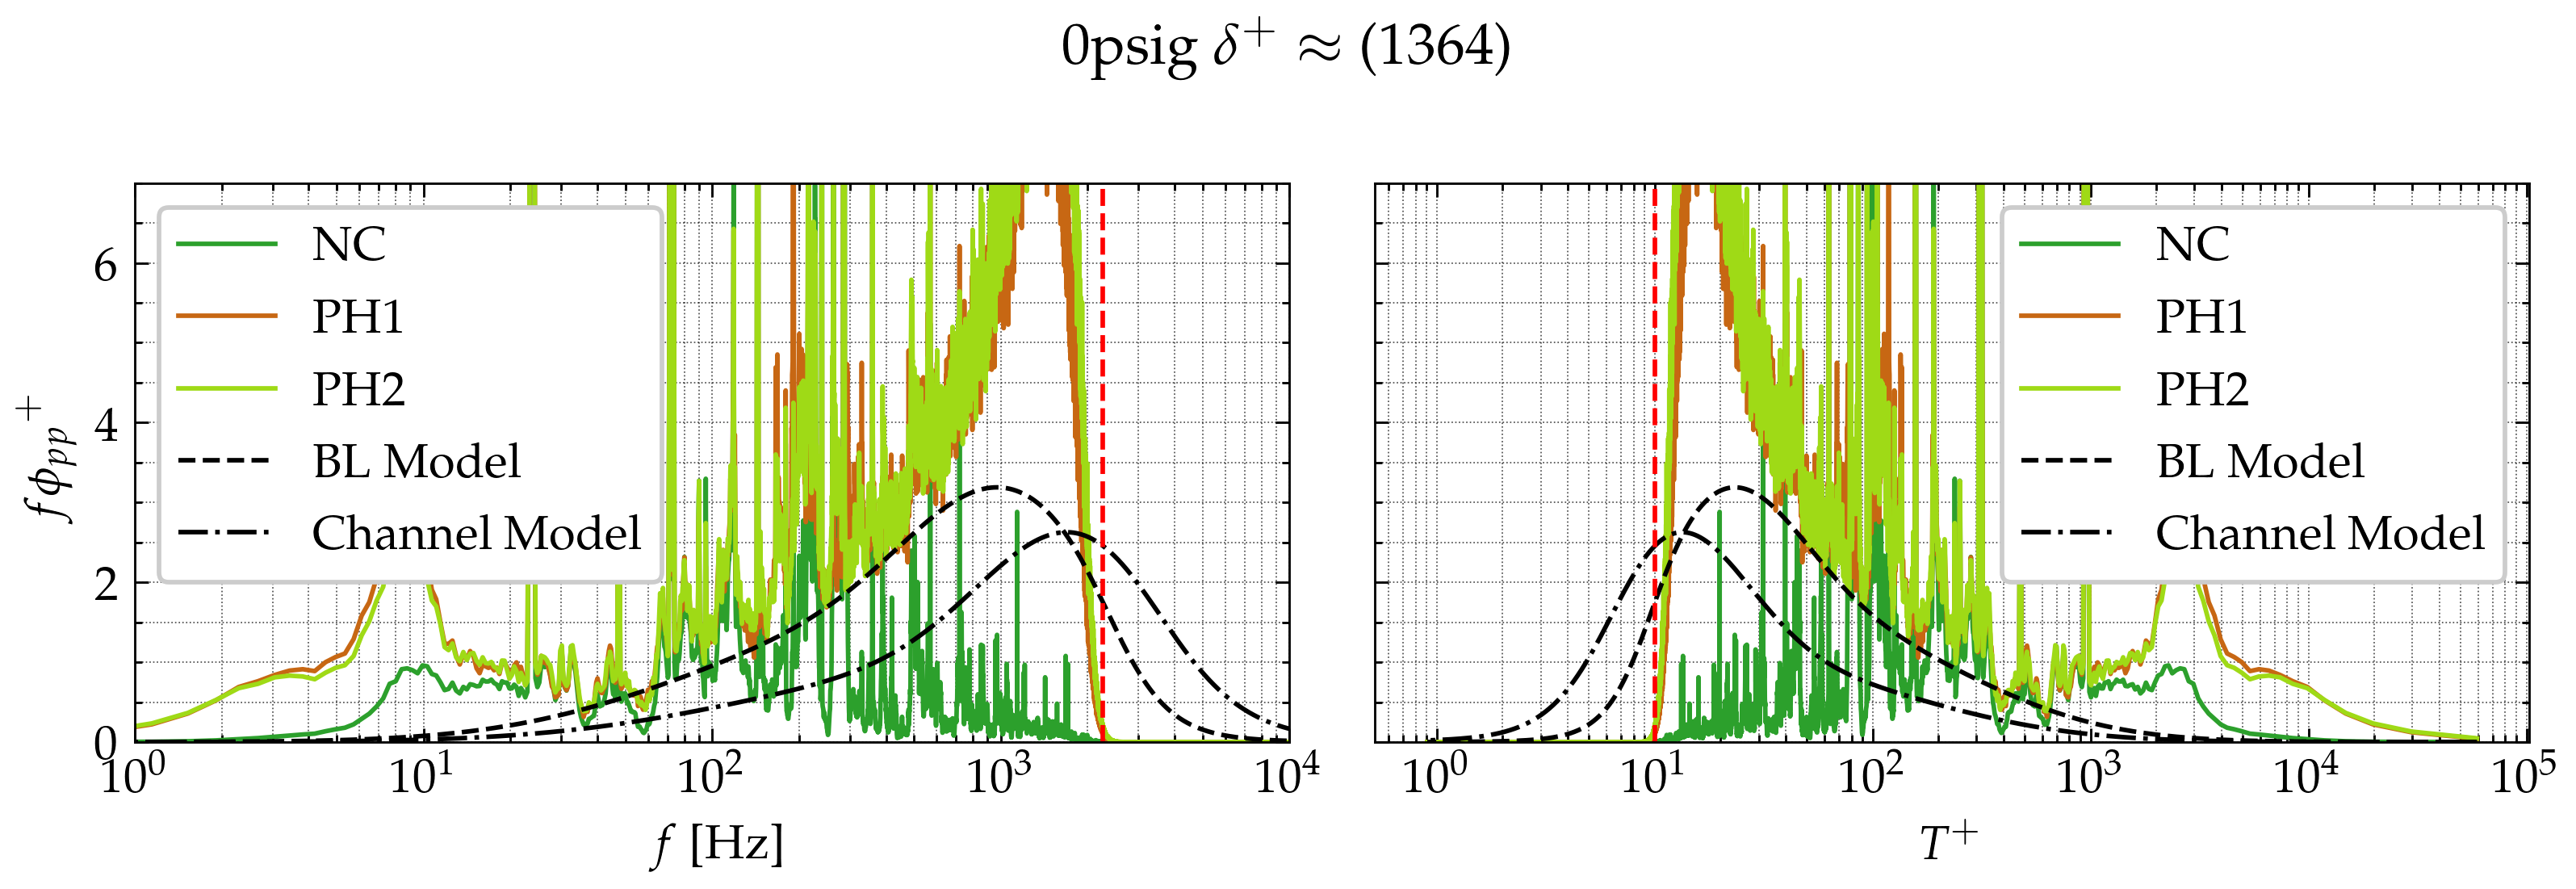 0psig δ⁺ ≈ (1364)
fϕₚₚ⁺
6
4
2
0
NC
PH1
PH2
BL Model
Channel Model
10⁰ 10¹ 10² 10³ 10⁴
f [Hz]
NC
PH1
PH2
BL Model
Channel Model
10⁰ 10¹ 10² 10³ 10⁴ 10⁵
T⁺